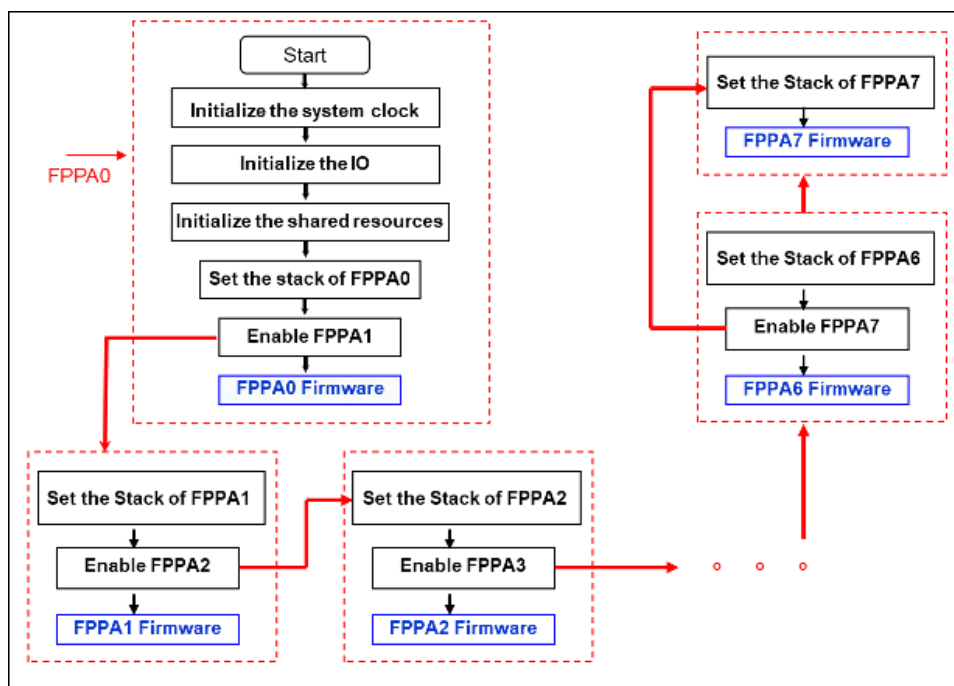 Start
Initialize the system clock
Initialize the IO
FPPA0
Initialize the shared resources
Set the stack of FPPA0
Enable FPPA1
FPPA0 Firmware
Set the Stack of FPPA1
Enable FPPA2
FPPA1 Firmware
Set the Stack of FPPA2
Enable FPPA3
FPPA2 Firmware
Set the Stack of FPPA6
Enable FPPA7
FPPA6 Firmware
Set the Stack of FPPA7
FPPA7 Firmware